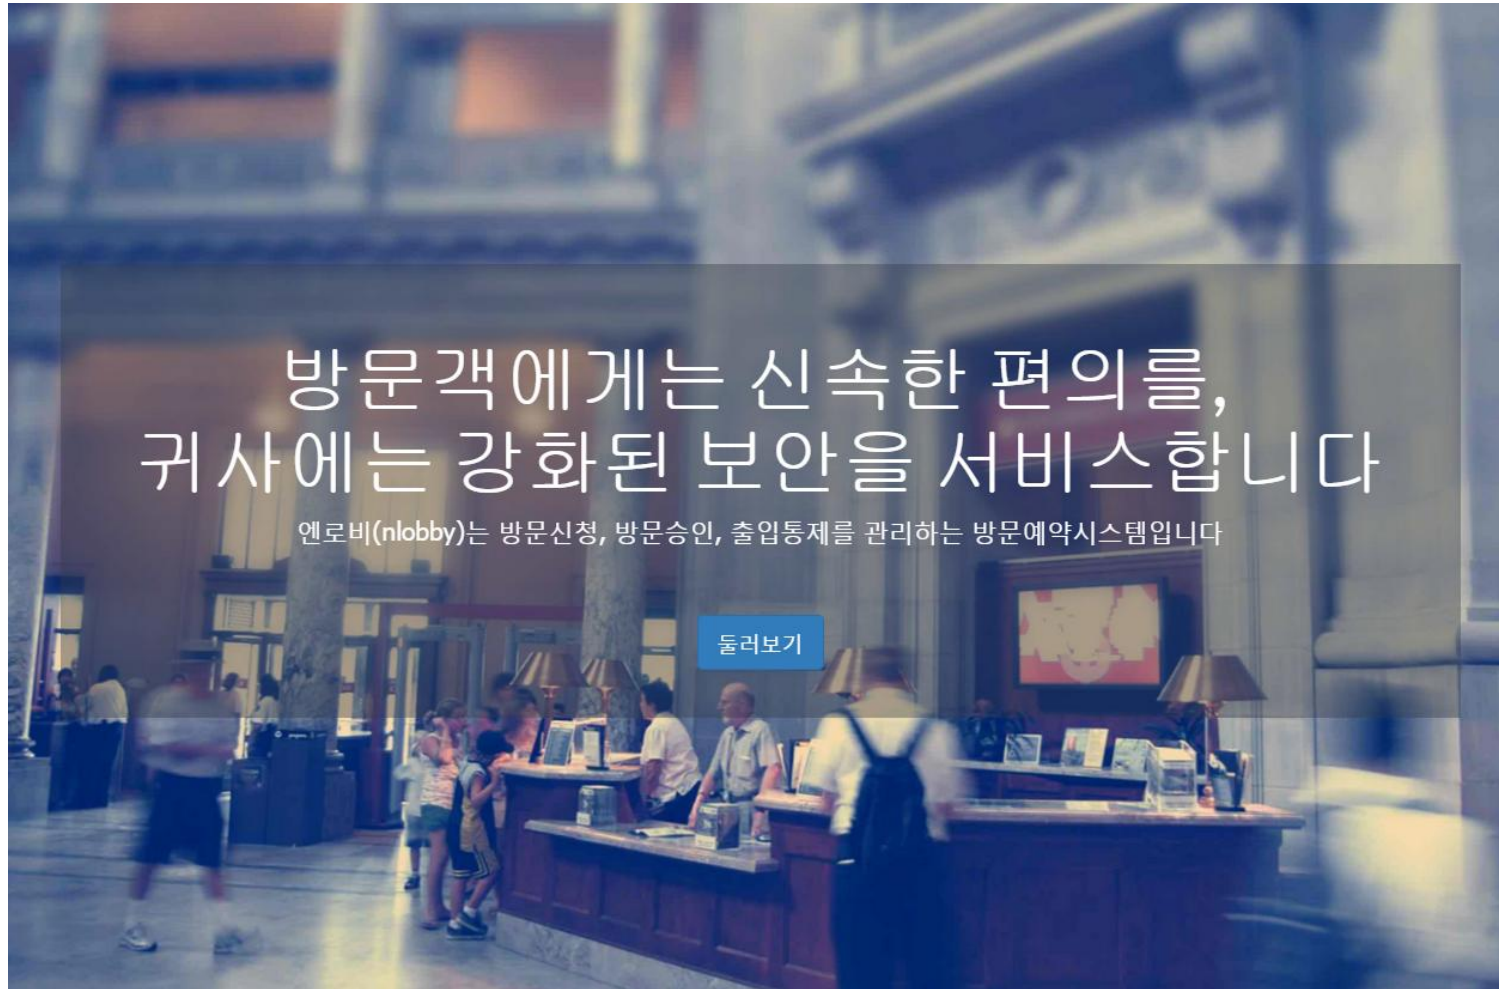 방문객에게는 신속한 편의를,
귀사에는 강화된 보안을 서비스합니다
엔로비(nlobby)는 방문신청, 방문승인, 출입통제를 관리하는 방문예약시스템입니다
둘러보기